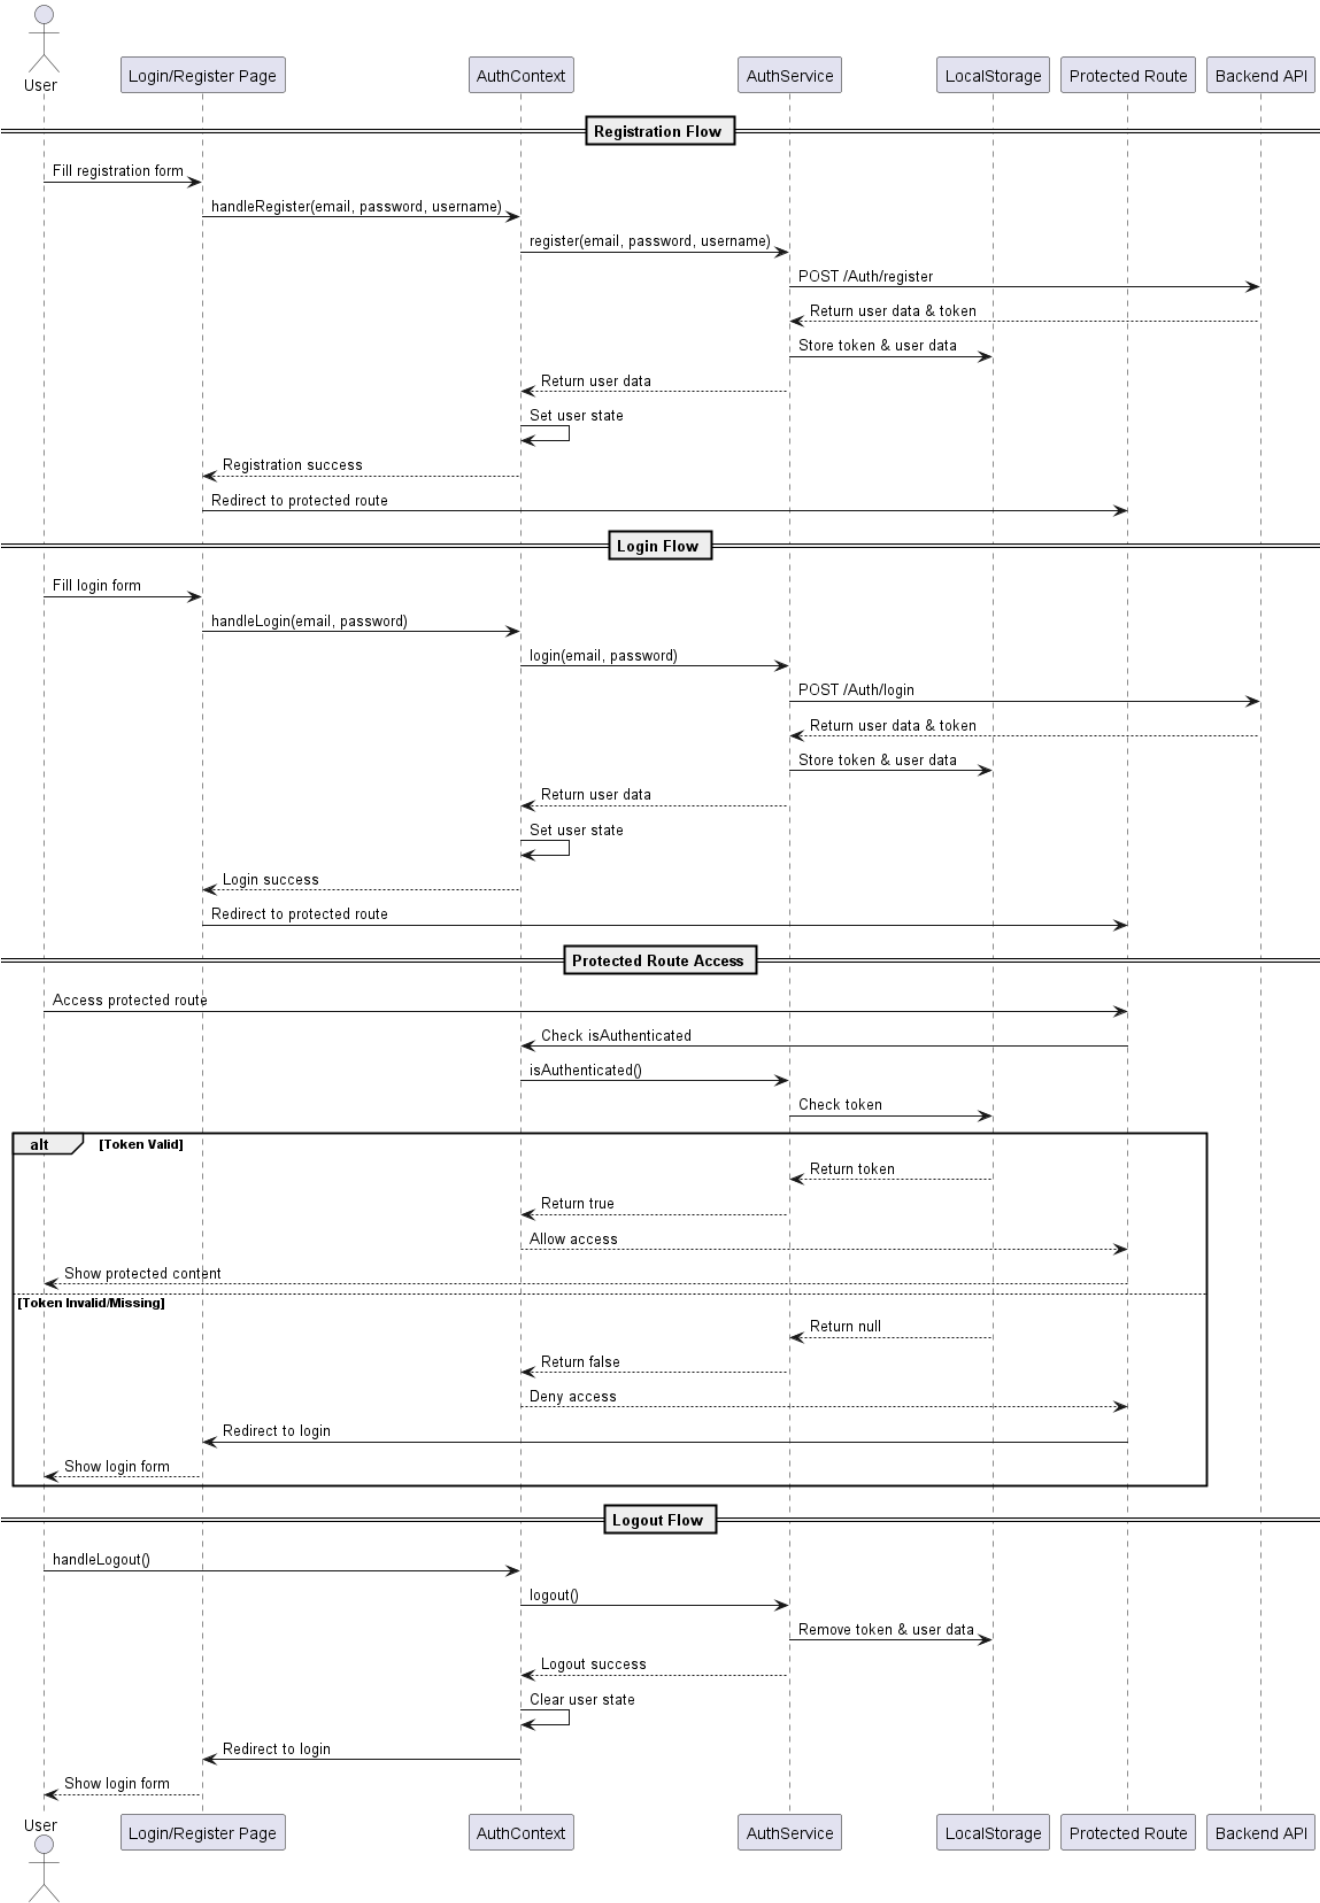 User
Login/Register Page
AuthContext
AuthService
LocalStorage
Protected Route
Backend API
Registration Flow
Fill registration form
handleRegister(email, password, username)
register(email, password, username)
POST /Auth/register
Return user data & token
Store token & user data
Return user data
Set user state
Registration success
Redirect to protected route
Login Flow
Fill login form
handleLogin(email, password)
login(email, password)
POST /Auth/login
Return user data & token
Store token & user data
Return user data
Set user state
Login success
Redirect to protected route
Protected Route Access
Access protected route
Check isAuthenticated
isAuthenticated()
Check token
alt
[Token Valid]
Return token
Return true
Allow access
Show protected content
[Token Invalid/Missing]
Return null
Return false
Deny access
Redirect to login
Show login form
Logout Flow
handleLogout()
logout()
Remove token & user data
Logout success
Clear user state
Redirect to login
Show login form
User
Login/Register Page
AuthContext
AuthService
LocalStorage
Protected Route
Backend API